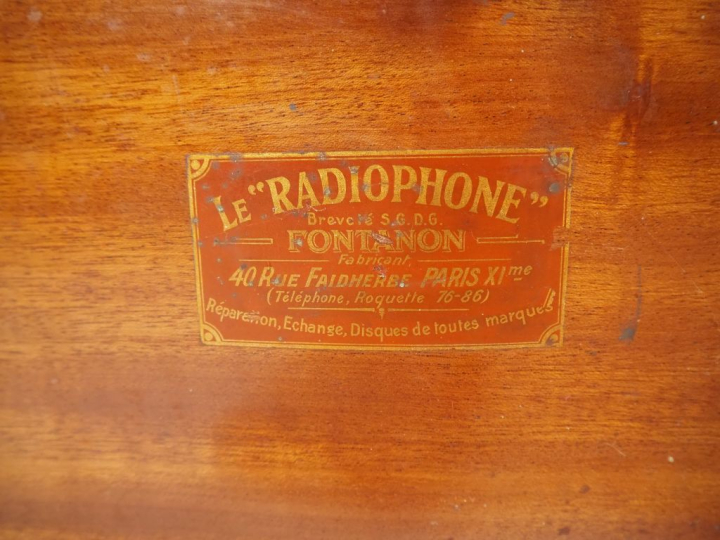 LE "RADIOPHONE"
Breveté S.G.D.G.
FONTANON
Fabricant,
40 RUE FAIDHERBE PARIS XIme
(Téléphone, Roquette 76-86)
Réparation, Echange, Disques de toutes marques